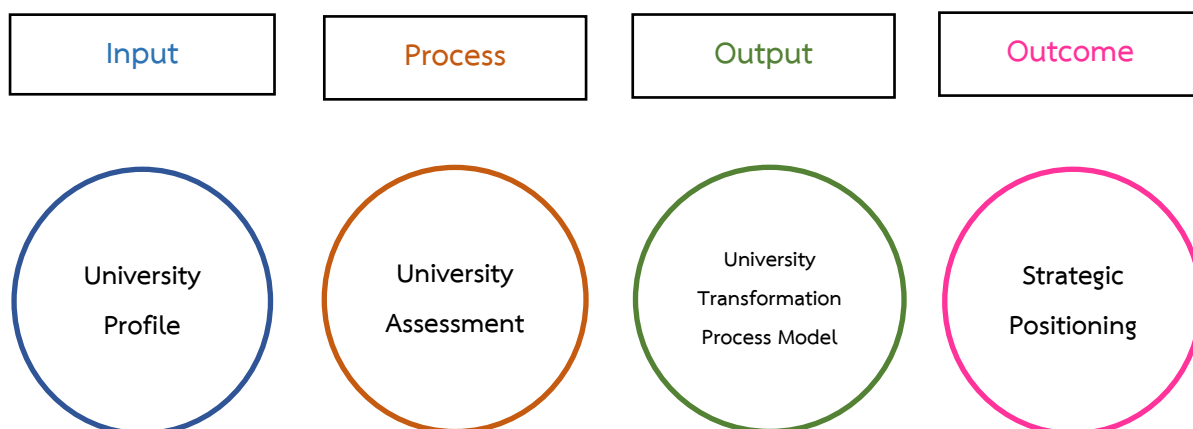 Input
Process
Output
Outcome
University
Profile
University
Assessment
University
Transformation
Process Model
Strategic
Positioning